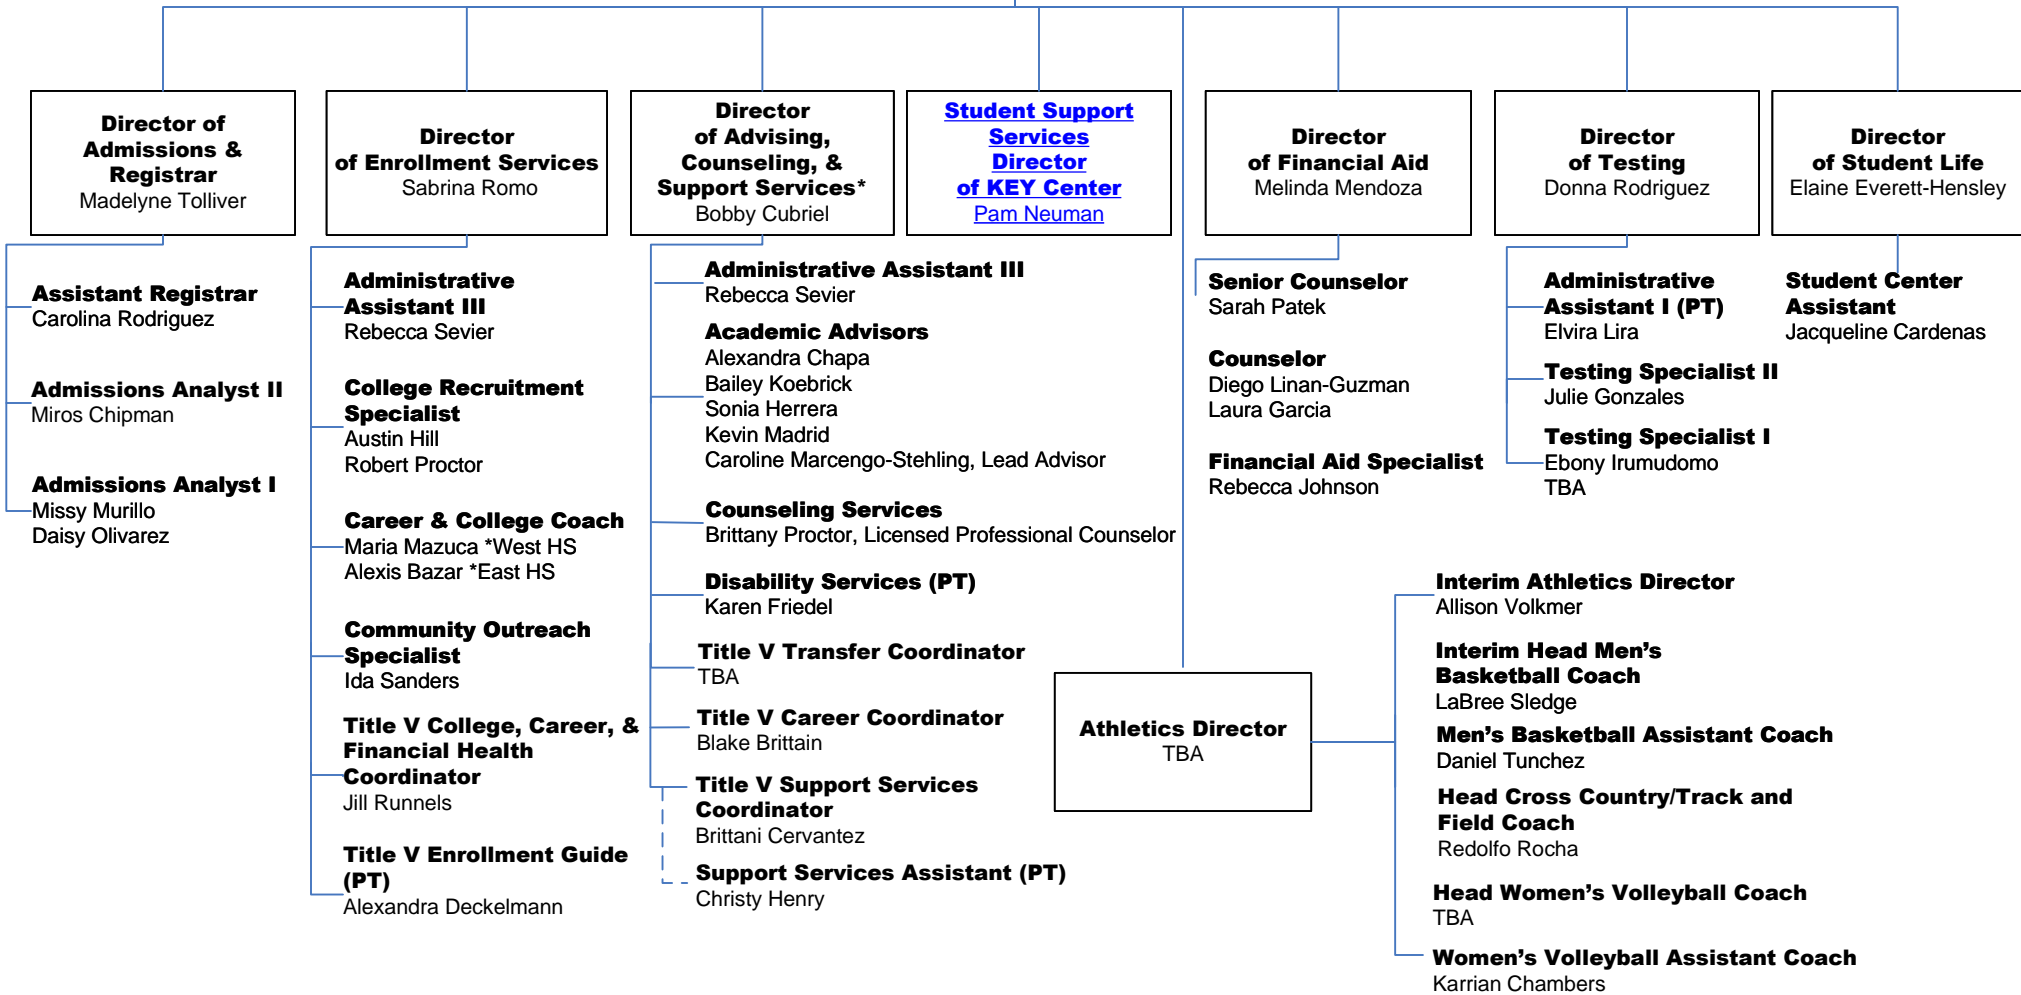 Director of
Admissions &
Registrar
Madelyne Tolliver
Assistant Registrar
Carolina Rodriguez
Admissions Analyst II
Miros Chipman
Admissions Analyst I
Missy Murillo
Daisy Olivarez
Director
of Enrollment Services
Sabrina Romo
Administrative
Assistant III
Rebecca Sevier
College Recruitment
Specialist
Austin Hill
Robert Proctor
Career & College Coach
Maria Mazuca *West HS
Alexis Bazar *East HS
Community Outreach
Specialist
Ida Sanders
Title V College, Career, &
Financial Health
Coordinator
Jill Runnels
Title V Enrollment Guide
(PT)
Alexandra Deckelmann
Director
of Advising,
Counseling, &
Support Services*
Bobby Cubriel
Administrative Assistant III
Rebecca Sevier
Academic Advisors
Alexandra Chapa
Bailey Koebrick
Sonia Herrera
Kevin Madrid
Caroline Marcengo-Stehling, Lead Advisor
Counseling Services
Brittany Proctor, Licensed Professional Counselor
Disability Services (PT)
Karen Friedel
Title V Transfer Coordinator
TBA
Title V Career Coordinator
Blake Brittain
Title V Support Services
Coordinator
Brittani Cervantez
Support Services Assistant (PT)
Christy Henry
Student Support
Services
Director
of KEY Center
Pam Neuman
Athletics Director
TBA
Interim Athletics Director
Allison Volkmer
Interim Head Men’s
Basketball Coach
LaBree Sledge
Men’s Basketball Assistant Coach
Daniel Tunchez
Head Cross Country/Track and
Field Coach
Redolfo Rocha
Head Women’s Volleyball Coach
TBA
Women’s Volleyball Assistant Coach
Karrian Chambers
Director
of Financial Aid
Melinda Mendoza
Senior Counselor
Sarah Patek
Counselor
Diego Linan-Guzman
Laura Garcia
Financial Aid Specialist
Rebecca Johnson
Director
of Testing
Donna Rodriguez
Administrative
Assistant I (PT)
Elvira Lira
Testing Specialist II
Julie Gonzales
Testing Specialist I
Ebony Irumudomo
TBA
Director
of Student Life
Elaine Everett-Hensley
Student Center
Assistant
Jacqueline Cardenas